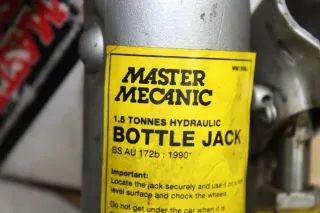 MASTER
MECANIC
1.5 TONNES HYDRAULIC
BOTTLE JACK
BS AU 172b : 1990
Important:
Locate the jack securely and use it on a firm
level surface and chock the wheels.
Do not get under the car when it is